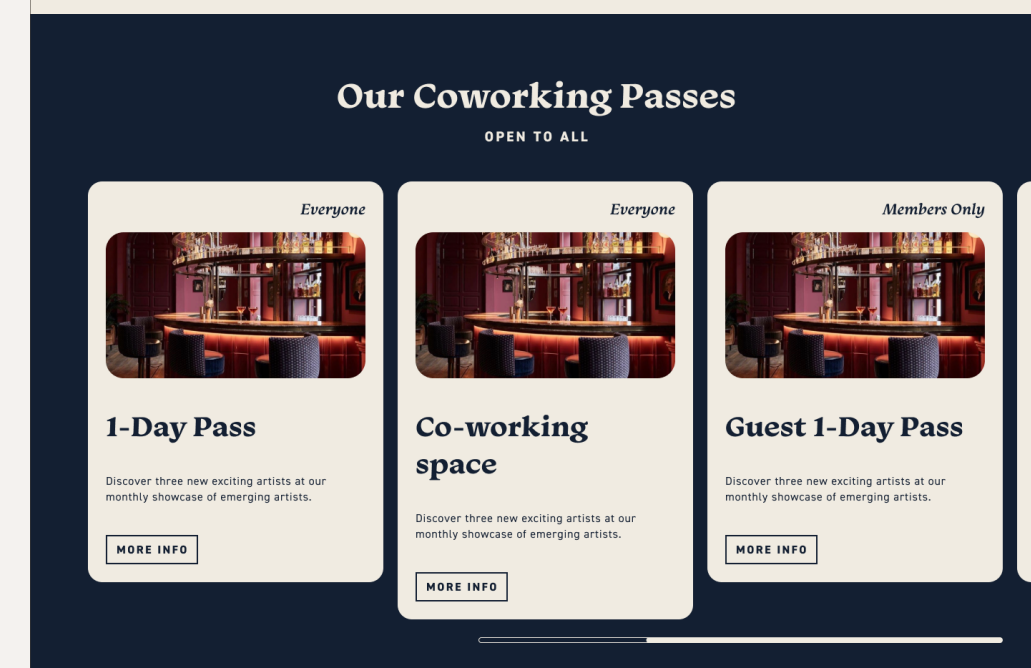 Our Coworking Passes
OPEN TO ALL
Everyone
1-Day Pass
Discover three new exciting artists at our
monthly showcase of emerging artists.
MORE INFO
Everyone
Co-working
space
Discover three new exciting artists at our
monthly showcase of emerging artists.
MORE INFO
Members Only
Guest 1-Day Pass
Discover three new exciting artists at our
monthly showcase of emerging artists.
MORE INFO